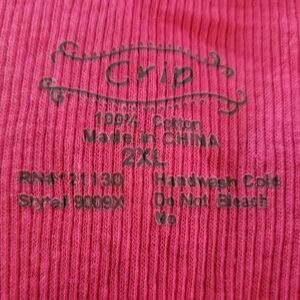 Crip
100% Cotton
Made in CHINA
2XL
RN# 121130 Handwash Cold
Style# 9009X Do Not Bleach